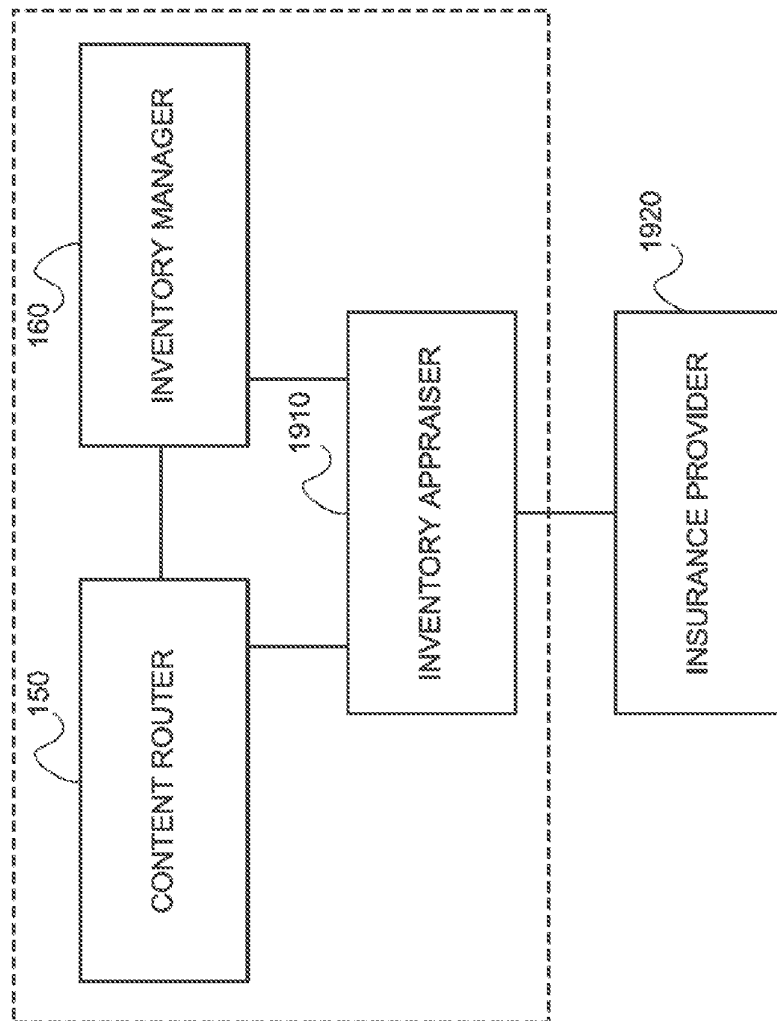 150
CONTENT ROUTER
160
INVENTORY MANAGER
1910
INVENTORY APPRAISER
1920
INSURANCE PROVIDER